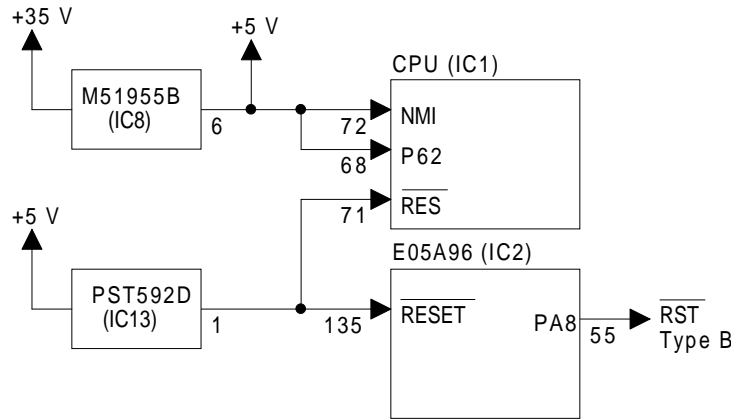 +35 V
+5 V
CPU (IC1)
M51955B
(IC8)
6
72
NMI
68
P62
71
RES
+5 V
E05A96 (IC2)
PST592D
(IC13)
1
135
RESET
PA8
55
RST
Type B